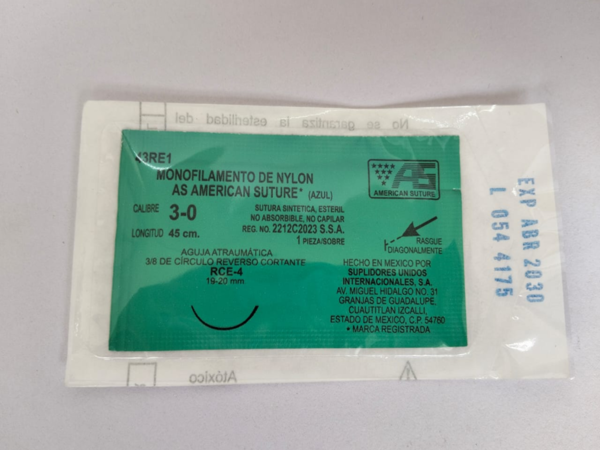 No se garantiza la esterilidad del
43RE1
MONOFILAMENTO DE NYLON
AS AMERICAN SUTURE* (AZUL)
AS
AMERICAN SUTURE
CALIBRE 3-0
LONGITUD 45 cm.
SUTURA SINTETICA, ESTERIL
NO ABSORBIBLE, NO CAPILAR
REG. NO. 2212C2023 S.S.A.
1 PIEZA/SOBRE
RASGUE
DIAGONALMENTE
AGUJA ATRAUMÁTICA
3/8 DE CÍRCULO REVERSO CORTANTE
RCE-4
19-20 mm
HECHO EN MEXICO POR:
SUPLIDORES UNIDOS
INTERNACIONALES, S.A.
AV. MIGUEL HIDALGO NO. 31
GRANJAS DE GUADALUPE,
CUAUTITLAN IZCALLI,
ESTADO DE MEXICO, C.P. 54760
* MARCA REGISTRADA
EXP ABR 2030
L 054 4175
Atóxico